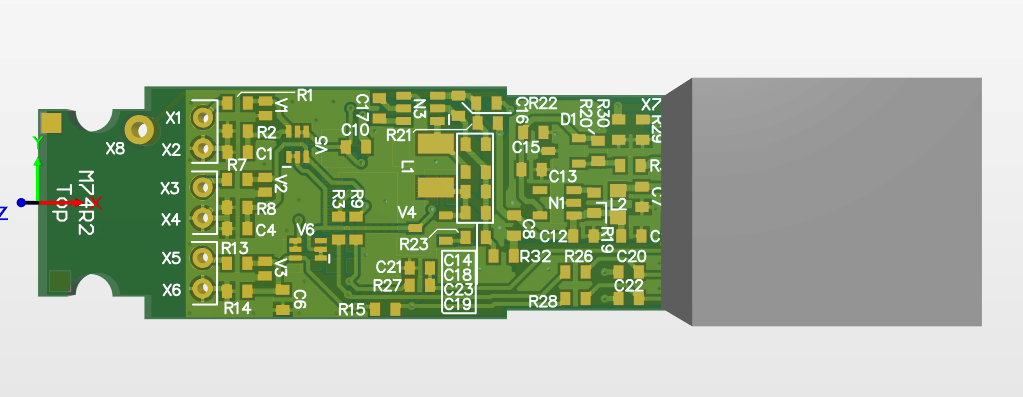 R1
X1
V1
C17
N3
C16
R22
R20
R30
X7
D1
R29
R2
R21
X8
X2
C1
V5
C10
C15
R7
L1
C13
X3
V2
M74R2
Top
R8
R3
R9
C7
N1
L2
X4
C4
V6
V4
C8
C12
R19
R13
R23
X5
V3
C14
R32
R26
C20
C21
C18
X6
C6
R27
C23
C22
R14
R15
C19
R28
Y
X
Z